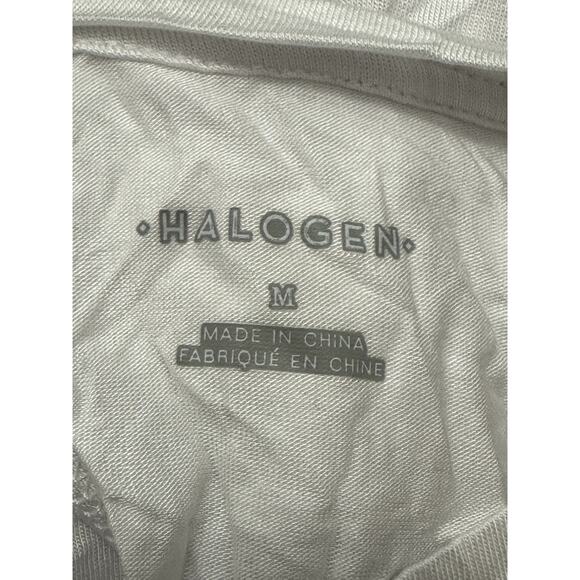 HALOGEN
M
MADE IN CHINA
FABRIQUÉ EN CHINE